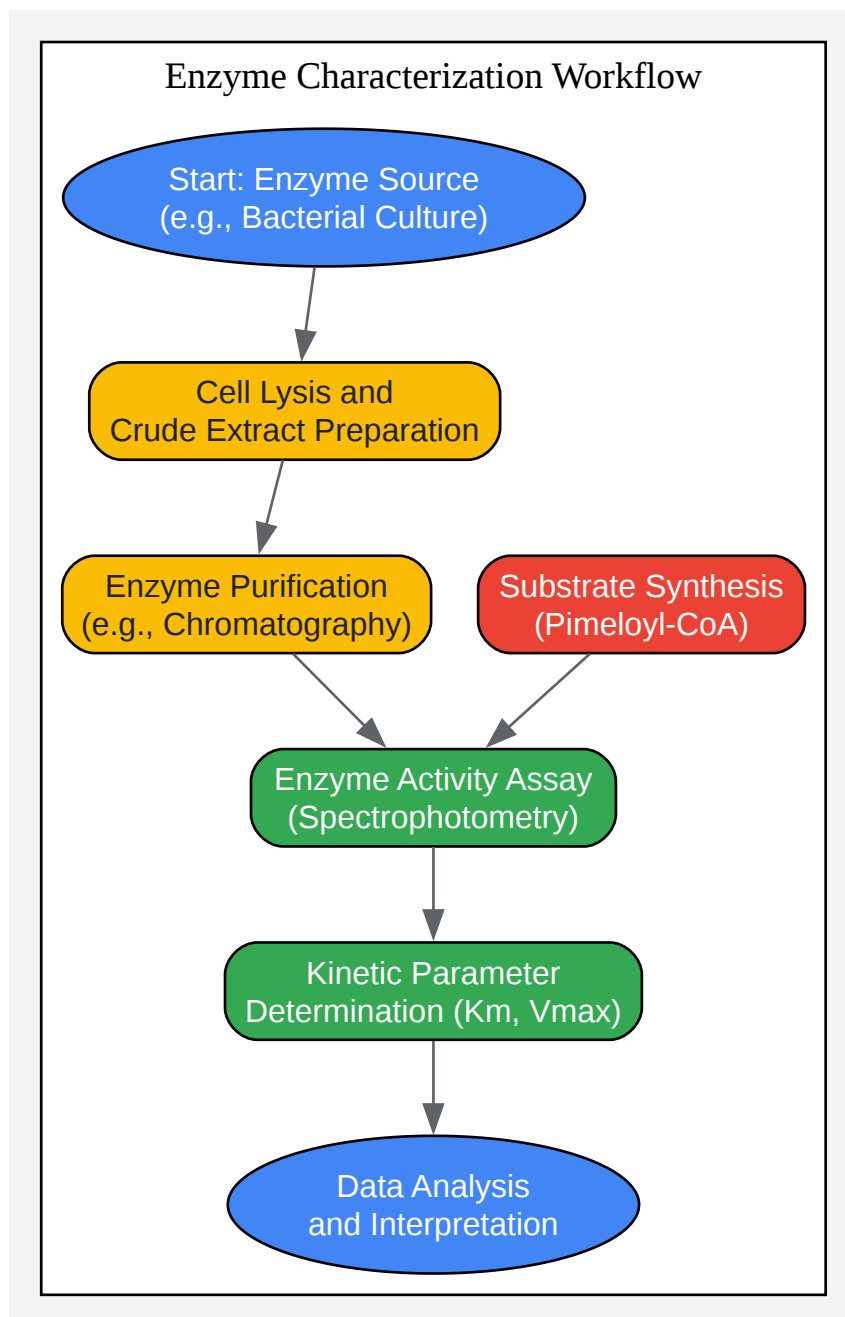 Enzyme Characterization Workflow
Start: Enzyme Source
(e.g., Bacterial Culture)
Cell Lysis and
Crude Extract Preparation
Enzyme Purification
(e.g., Chromatography)
Substrate Synthesis
(Pimeloyl-CoA)
Enzyme Activity Assay
(Spectrophotometry)
Kinetic Parameter
Determination (Km, Vmax)
Data Analysis
and Interpretation